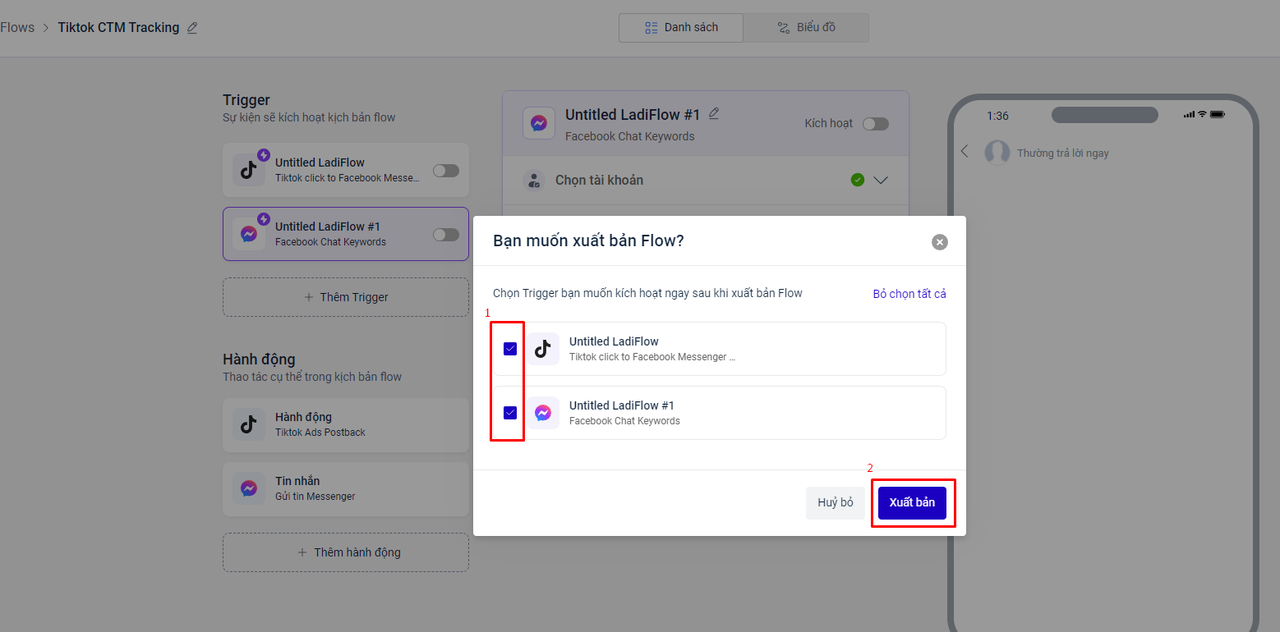 Flows > Tiktok CTM Tracking
Danh sách
Biểu đồ
Trigger
Sự kiện sẽ kích hoạt kịch bản flow
Untitled LadiFlow
Tiktok click to Facebook Messe...
Untitled LadiFlow #1
Facebook Chat Keywords
+ Thêm Trigger
Hành động
Thao tác cụ thể trong kịch bản flow
Hành động
Tiktok Ads Postback
Tin nhắn
Gửi tin Messenger
+ Thêm hành động
Untitled LadiFlow #1
Facebook Chat Keywords
Kích hoạt
Chọn tài khoản
1:36
Thường trả lời ngay
Bạn muốn xuất bản Flow?
Chọn Trigger bạn muốn kích hoạt ngay sau khi xuất bản Flow
Bỏ chọn tất cả
1
Untitled LadiFlow
Tiktok click to Facebook Messenger ...
Untitled LadiFlow #1
Facebook Chat Keywords
2
Huỷ bỏ
Xuất bản